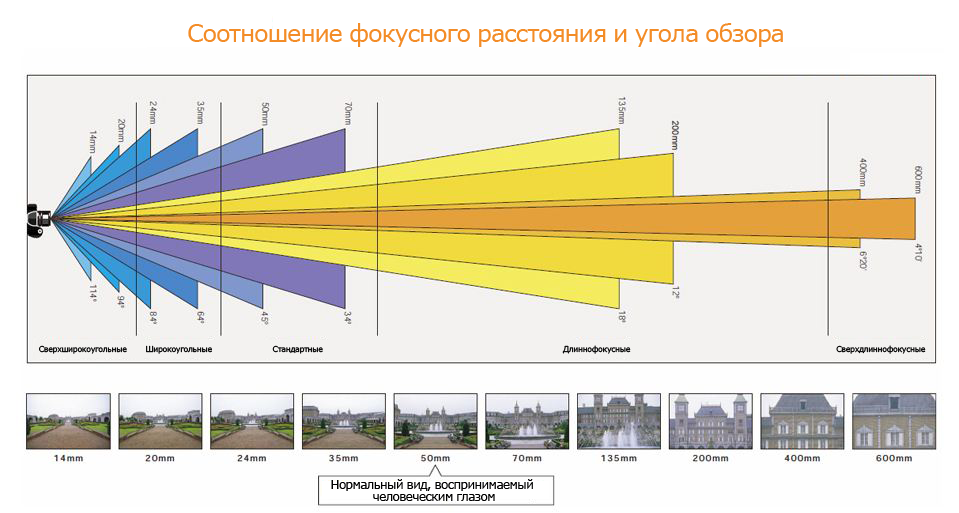 Соотношение фокусного расстояния и угола обзора
14mm
20mm
24mm
35mm
50mm
70mm
135mm
200mm
400mm
600mm
114°
94°
84°
64°
45°
34°
18°
12°
6°20'
4°10'
Сверхширокоугольные
Широкоугольные
Стандартные
Длиннофокусные
Сверхдлиннофокусные
14mm
20mm
24mm
35mm
50mm
70mm
135mm
200mm
400mm
600mm
Нормальный вид, воспринимаемый
человеческим глазом